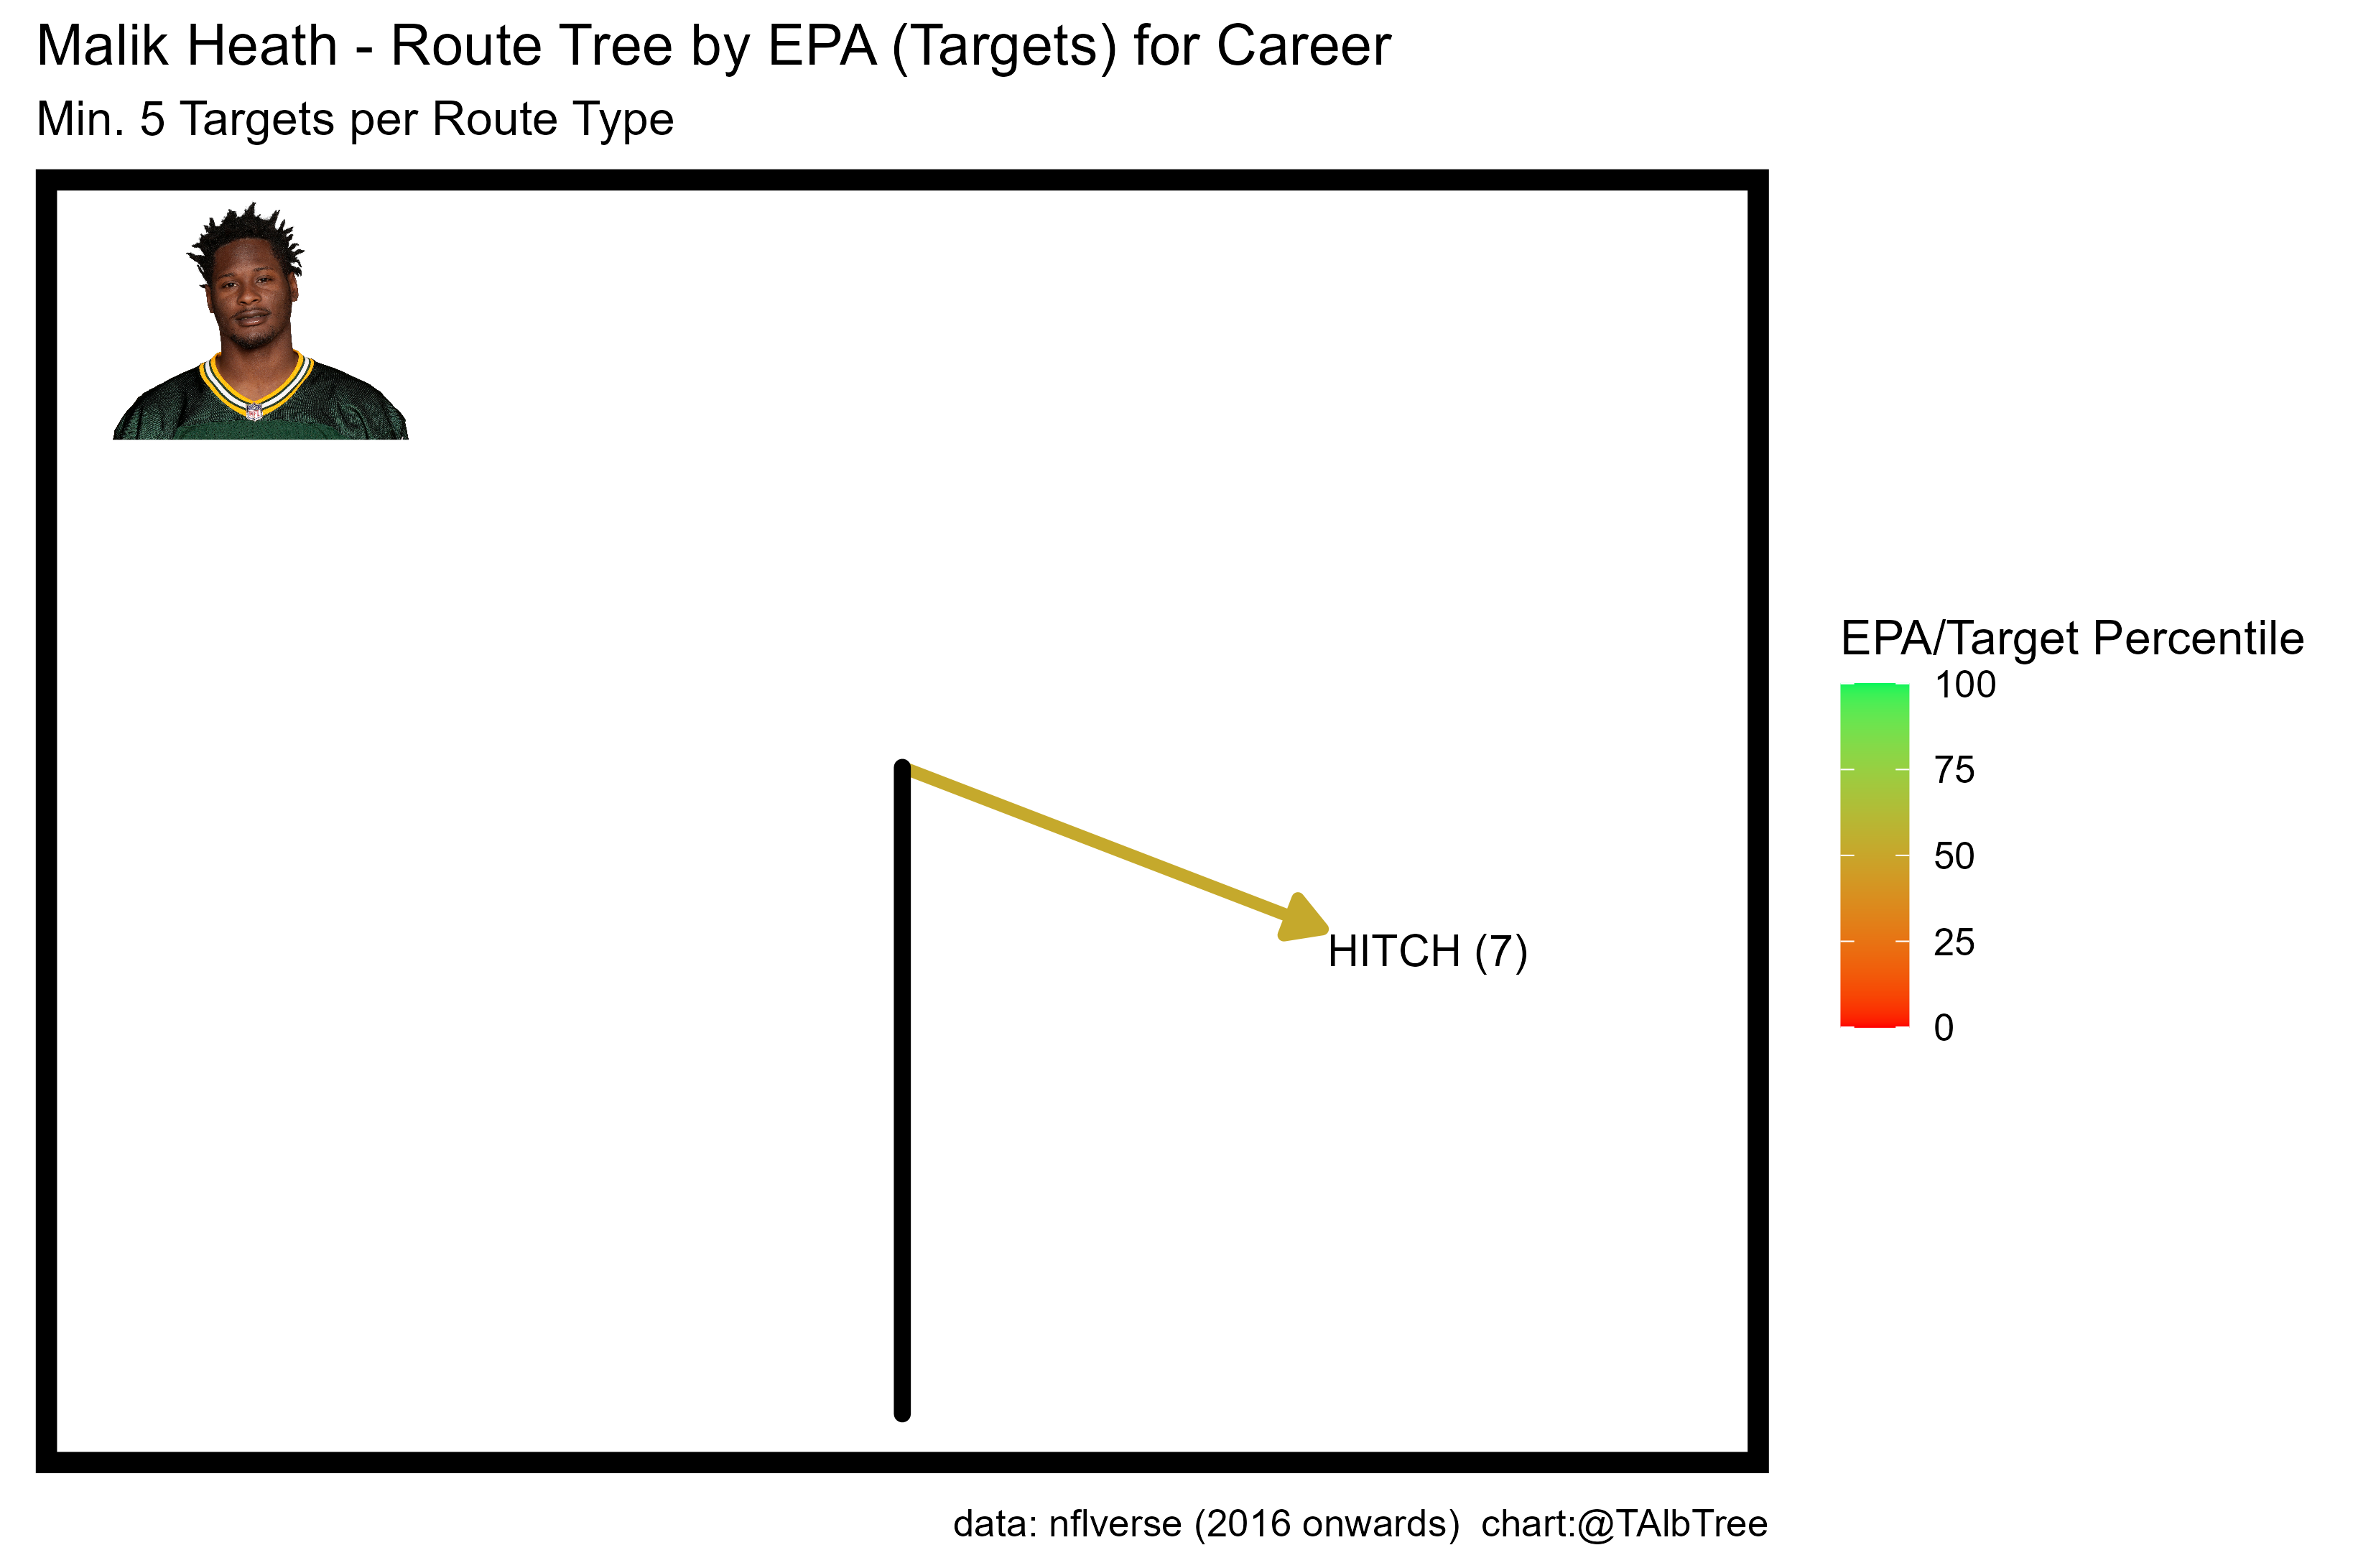 Malik Heath - Route Tree by EPA (Targets) for Career
Min. 5 Targets per Route Type
HITCH (7)
EPA/Target Percentile
100
75
50
25
0
data: nflverse (2016 onwards)  chart:@TAlbTree